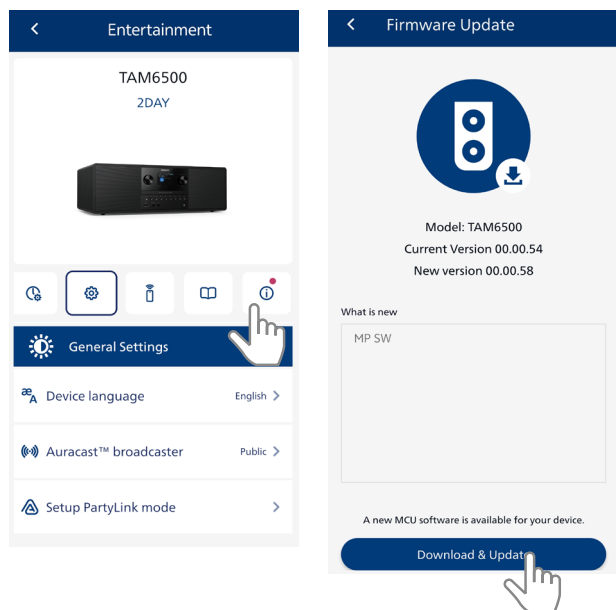 Entertainment
TAM6500
2DAY
General Settings
Device language English
Auracast™ broadcaster Public
Setup PartyLink mode
Firmware Update
Model: TAM6500
Current Version 00.00.54
New version 00.00.58
What is new
MP SW
A new MCU software is available for your device.
Download & Update